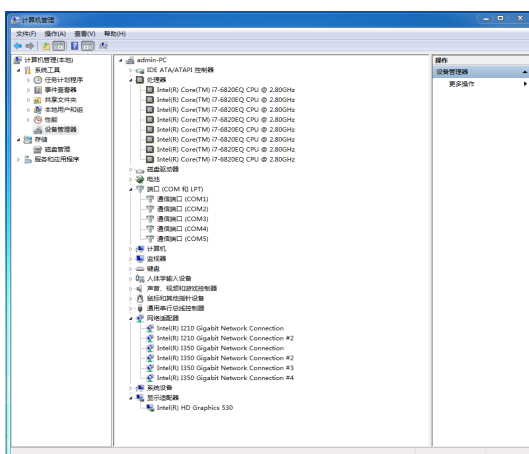 计算机管理
文件(F) 操作(A) 查看(V) 帮助(H)
计算机管理(本地)
系统工具
任务计划程序
事件查看器
共享文件夹
本地用户和组
性能
设备管理器
存储
磁盘管理
服务和应用程序
admin-PC
IDE ATA/ATAPI 控制器
处理器
Intel(R) Core(TM) i7-6820EQ CPU @ 2.80GHz
Intel(R) Core(TM) i7-6820EQ CPU @ 2.80GHz
Intel(R) Core(TM) i7-6820EQ CPU @ 2.80GHz
Intel(R) Core(TM) i7-6820EQ CPU @ 2.80GHz
Intel(R) Core(TM) i7-6820EQ CPU @ 2.80GHz
Intel(R) Core(TM) i7-6820EQ CPU @ 2.80GHz
Intel(R) Core(TM) i7-6820EQ CPU @ 2.80GHz
Intel(R) Core(TM) i7-6820EQ CPU @ 2.80GHz
磁盘驱动器
电池
端口 (COM 和 LPT)
通信端口 (COM1)
通信端口 (COM2)
通信端口 (COM3)
通信端口 (COM4)
通信端口 (COM5)
计算机
监视器
键盘
人体学输入设备
声音、视频和游戏控制器
鼠标和其他指针设备
通用串行总线控制器
网络适配器
Intel(R) I210 Gigabit Network Connection
Intel(R) I210 Gigabit Network Connection #2
Intel(R) I350 Gigabit Network Connection
Intel(R) I350 Gigabit Network Connection #2
Intel(R) I350 Gigabit Network Connection #3
Intel(R) I350 Gigabit Network Connection #4
系统设备
显示适配器
Intel(R) HD Graphics 530
操作
设备管理器
更多操作